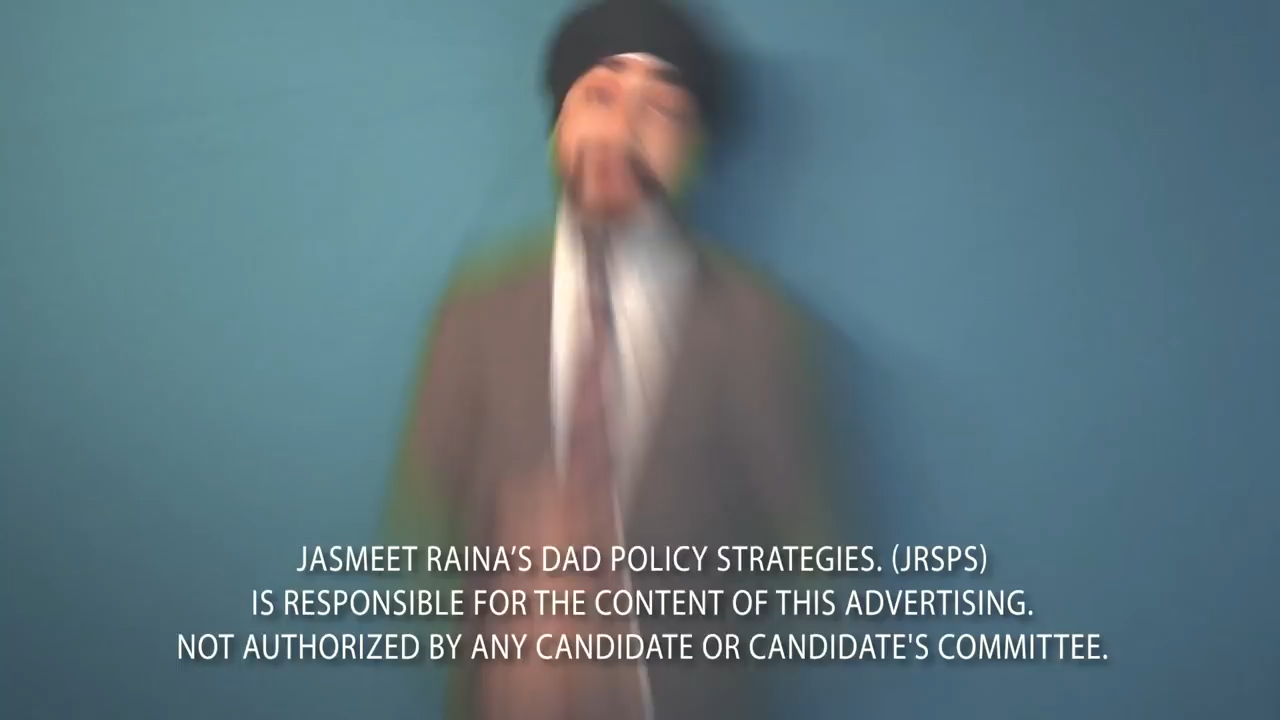 JASMEET RAINA’S DAD POLICY STRATEGIES. (JRSPS)
IS RESPONSIBLE FOR THE CONTENT OF THIS ADVERTISING.
NOT AUTHORIZED BY ANY CANDIDATE OR CANDIDATE'S COMMITTEE.